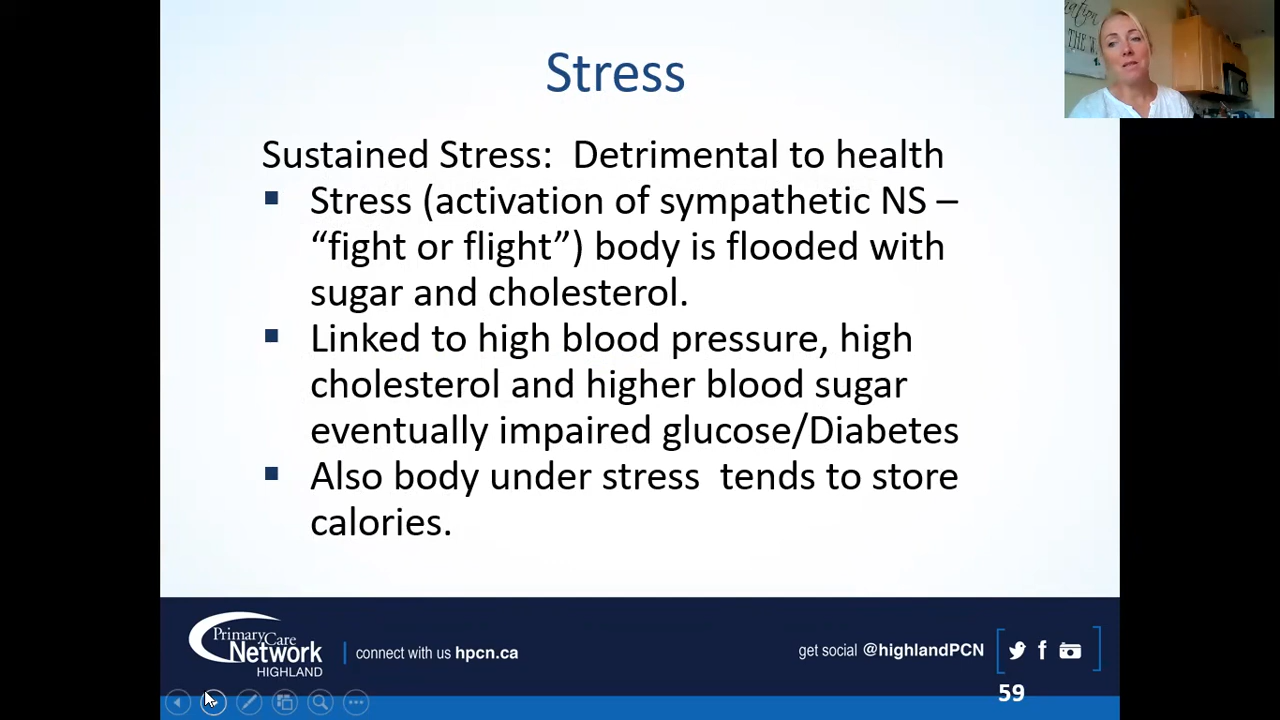 Stress
Sustained Stress:  Detrimental to health
▪ Stress (activation of sympathetic NS –
“fight or flight”) body is flooded with
sugar and cholesterol.
▪ Linked to high blood pressure, high
cholesterol and higher blood sugar
eventually impaired glucose/Diabetes
▪ Also body under stress  tends to store
calories.
PrimaryCare
Network
HIGHLAND
connect with us hpcn.ca
get social @highlandPCN
59